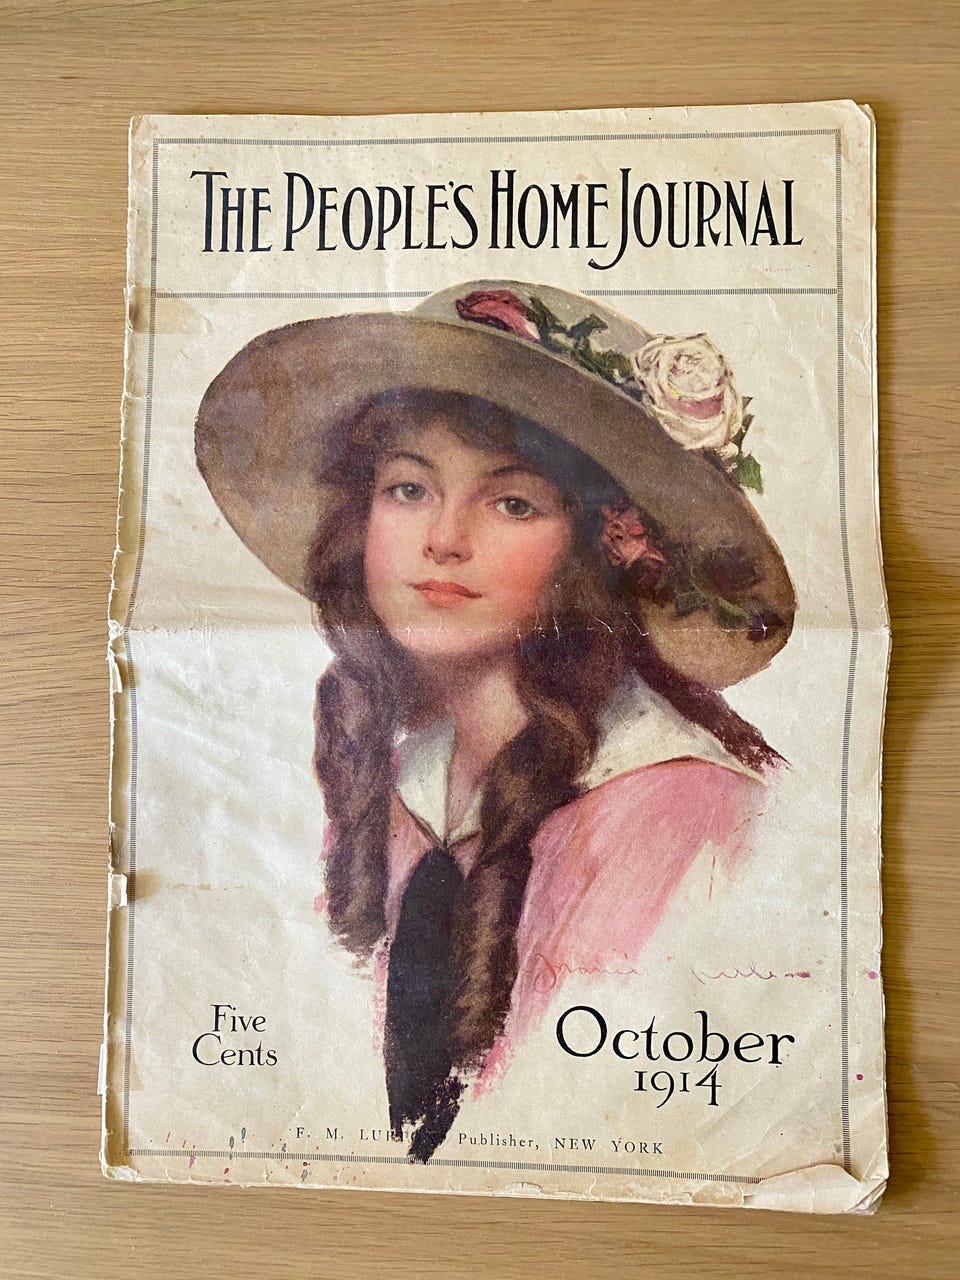 THE PEOPLE'S HOME JOURNAL
Five
Cents
October
1914
F. M. Publisher, NEW YORK